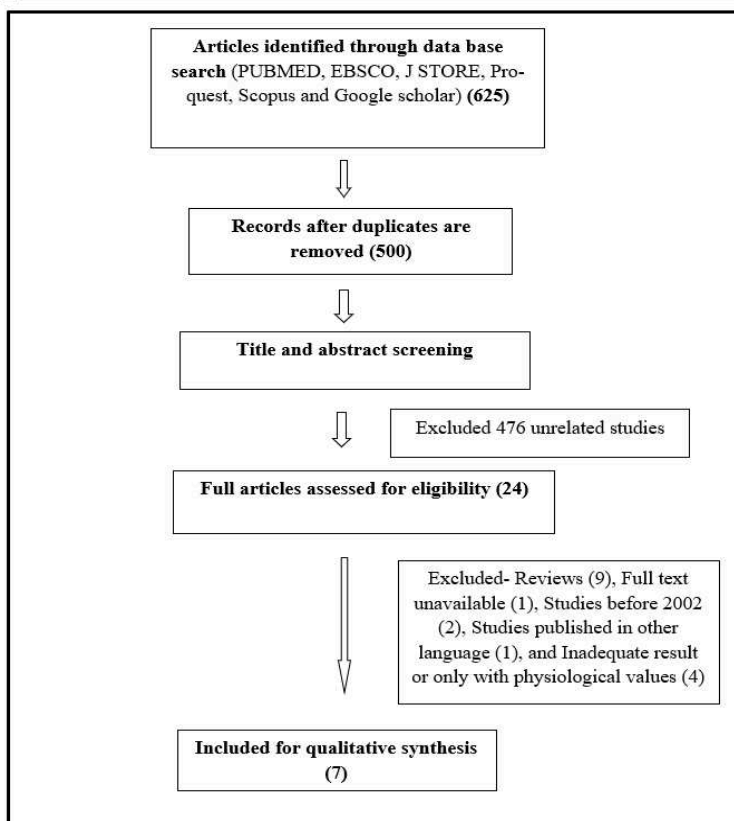 Articles identified through data base
search (PUBMED, EBSCO, J STORE, Pro-
quest, Scopus and Google scholar) (625)
Records after duplicates are
removed (500)
Title and abstract screening
Excluded 476 unrelated studies
Full articles assessed for eligibility (24)
Excluded- Reviews (9), Full text
unavailable (1), Studies before 2002
(2), Studies published in other
language (1), and Inadequate result
or only with physiological values (4)
Included for qualitative synthesis
(7)